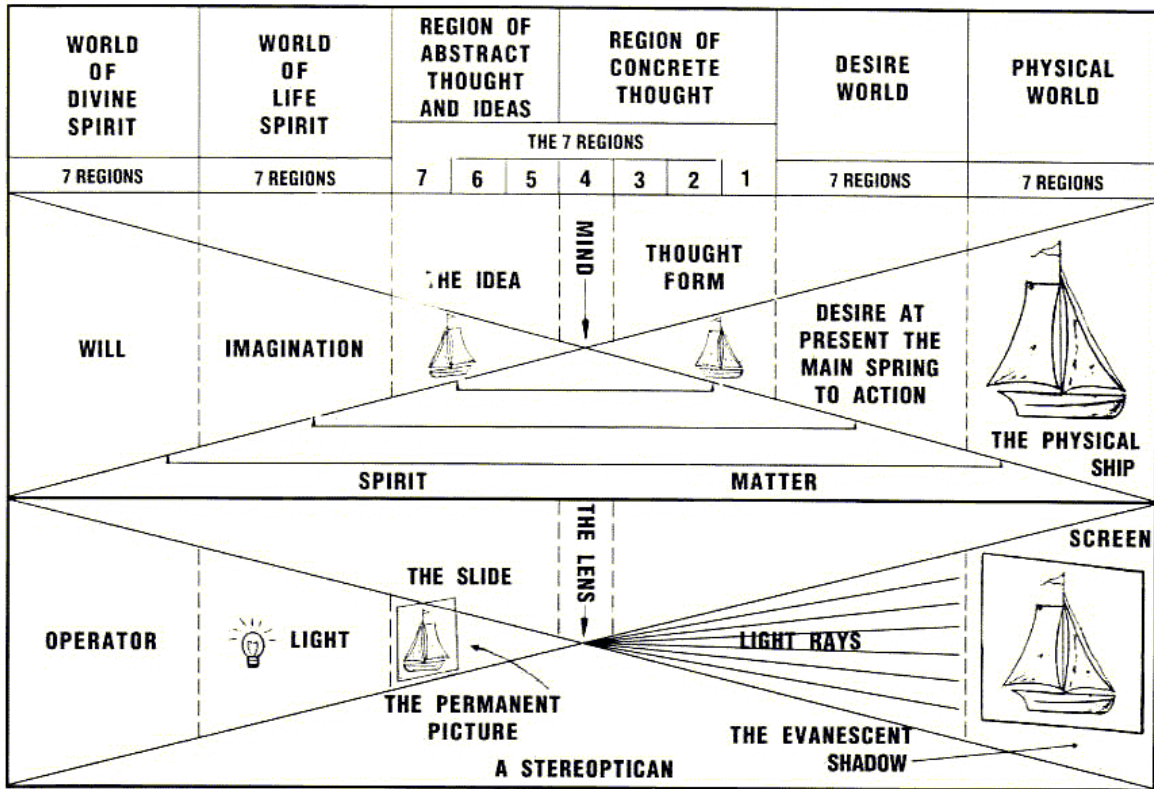 WORLD
OF
DIVINE
SPIRIT
WORLD
OF
LIFE
SPIRIT
REGION OF
ABSTRACT
THOUGHT
AND IDEAS
REGION OF
CONCRETE
THOUGHT
DESIRE
WORLD
PHYSICAL
WORLD
THE 7 REGIONS
7 REGIONS
7 REGIONS
7 6 5 4 3 2 1
7 REGIONS
7 REGIONS
WILL
IMAGINATION
THE IDEA
MIND
THOUGHT
FORM
DESIRE AT
PRESENT THE
MAIN SPRING
TO ACTION
THE PHYSICAL
SHIP
SPIRIT
MATTER
OPERATOR
LIGHT
THE SLIDE
THE PERMANENT
PICTURE
THE LENS
LIGHT RAYS
SCREEN
THE EVANESCENT
SHADOW
A STEREOPTICAN